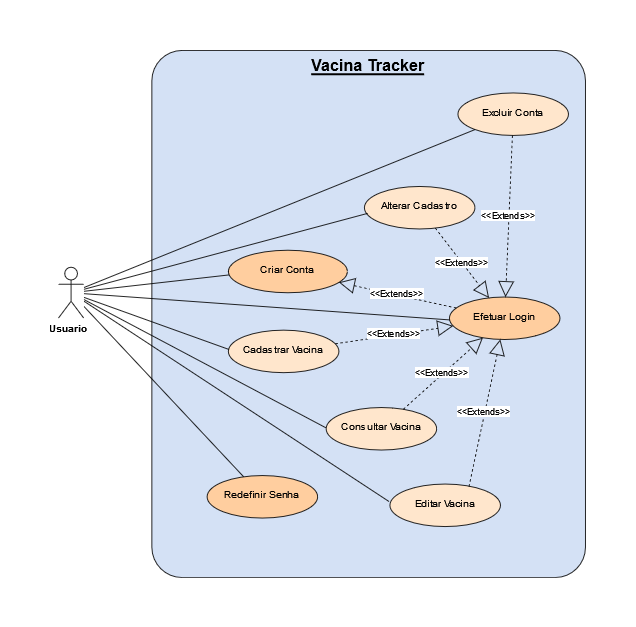 Vacina Tracker
Excluir Conta
Alterar Cadastro
<<Extends>>
<<Extends>>
Criar Conta
<<Extends>>
Efetuar Login
Usuario
<<Extends>>
Cadastrar Vacina
<<Extends>>
<<Extends>>
Consultar Vacina
Redefinir Senha
Editar Vacina